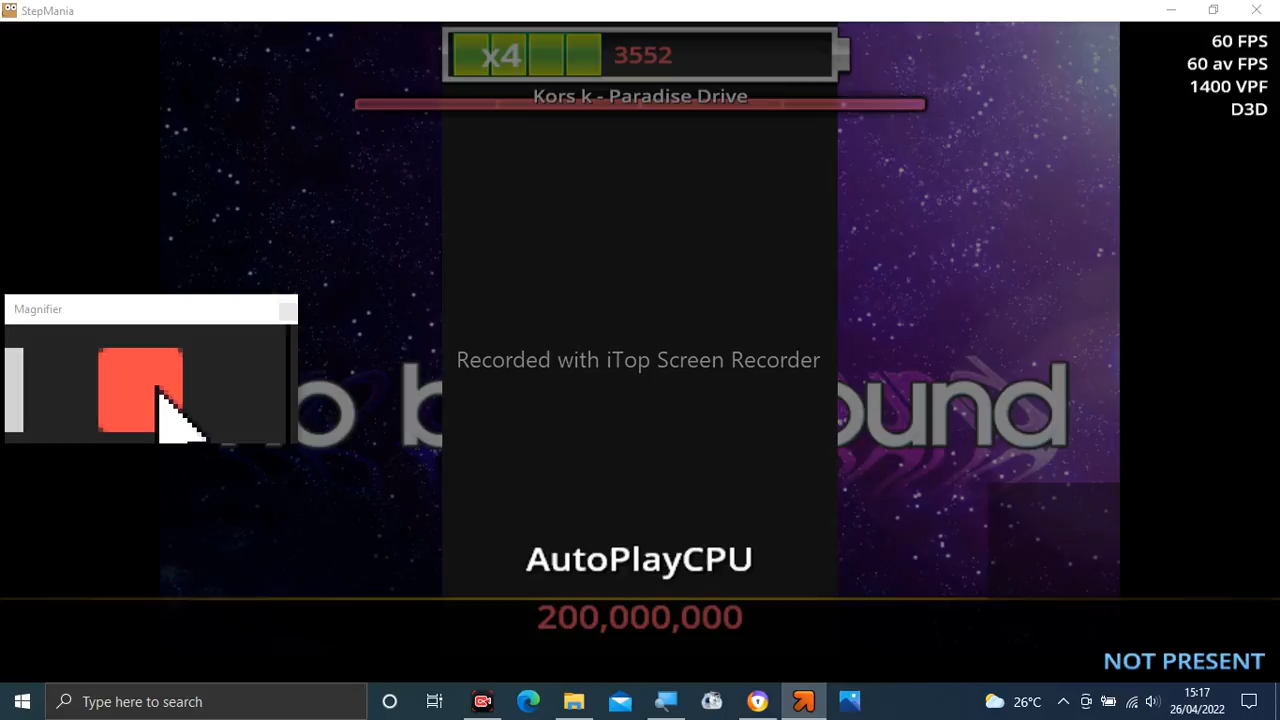 StepMania
x4
3552
60 FPS
60 av FPS
1400 VPF
D3D
Kors k - Paradise Drive
Magnifier
Recorded with iTop Screen Recorder
AutoPlayCPU
200,000,000
NOT PRESENT
Type here to search
26°C
15:17
26/04/2022